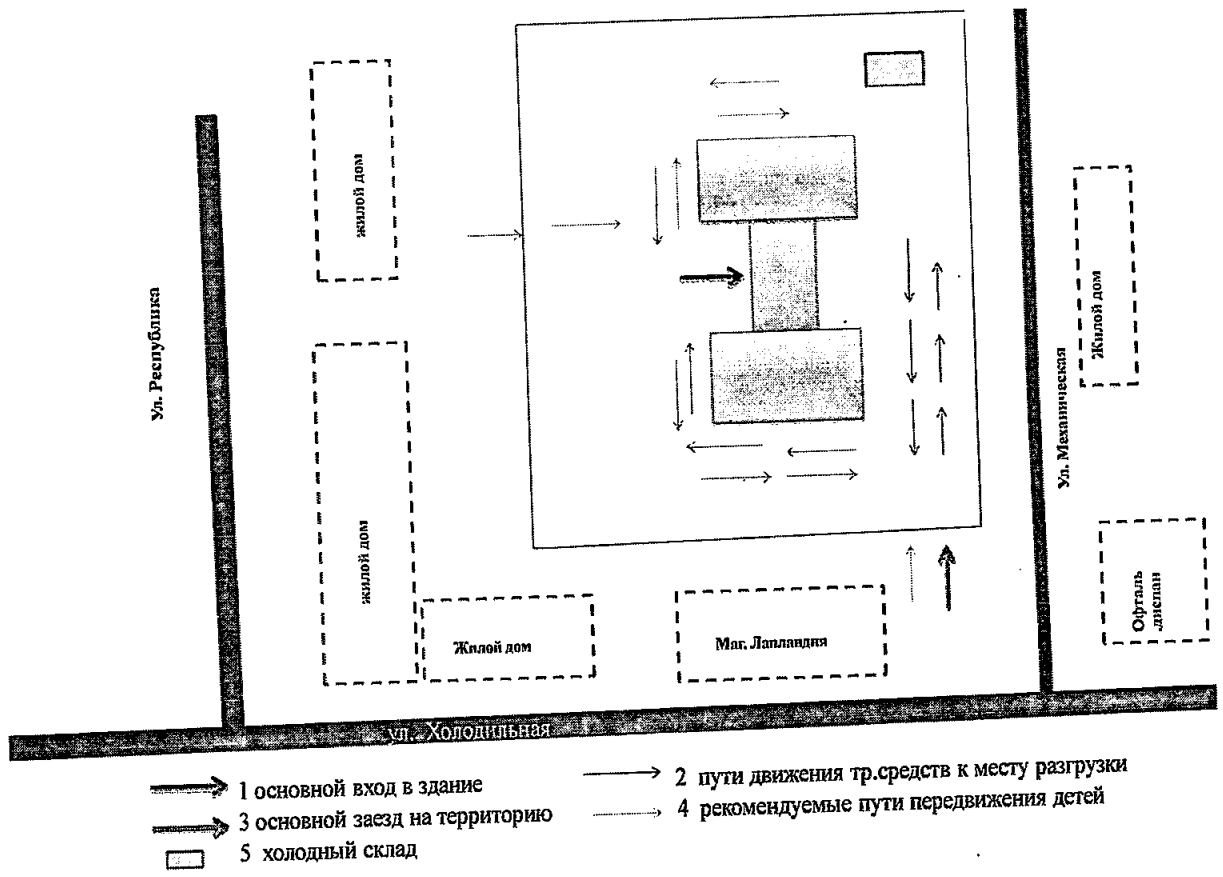 жилой дом
Ул. Республика
жилой дом
Жилой дом
Маг. Лапландия
Жилой дом
Ул. Механическая
Офталь
диспан
ул. Холодильная
1 основной вход в здание
2 пути движения тр.средств к месту разгрузки
3 основной заезд на территорию
4 рекомендуемые пути передвижения детей
5 холодный склад